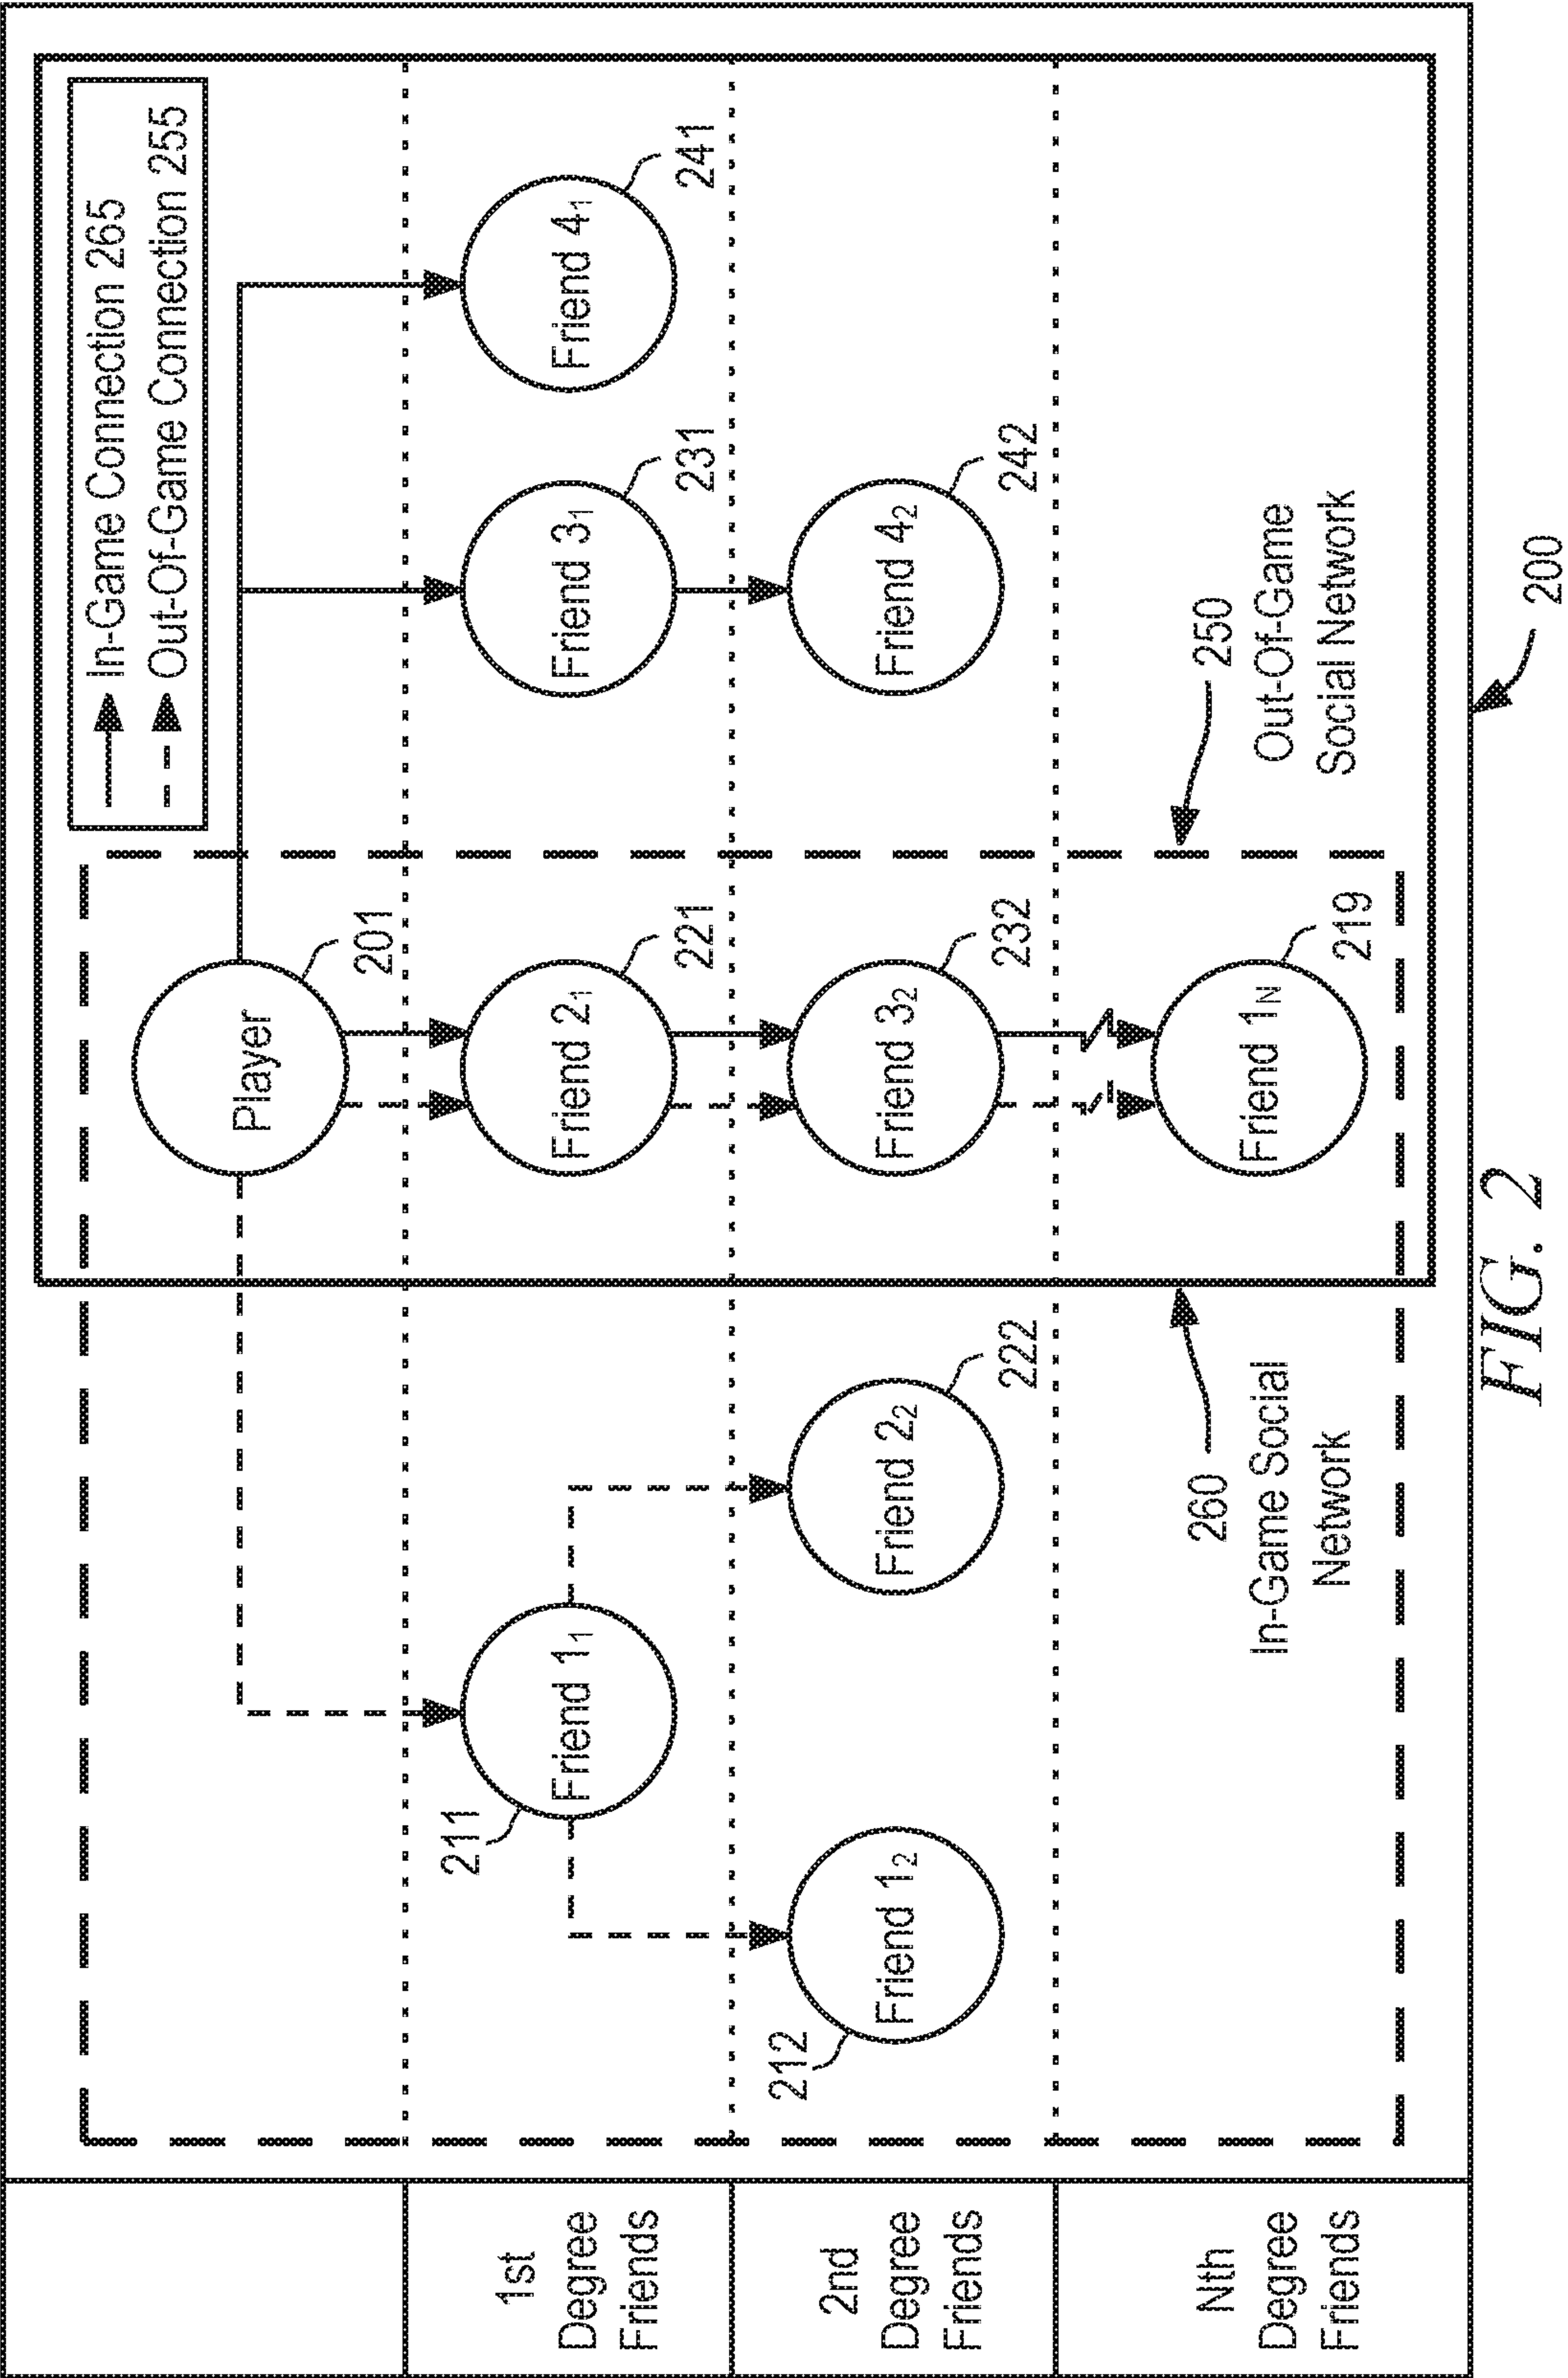 In-Game Connection 265
Out-Of-Game Connection 255
Player
201
1st
Degree
Friends
211
Friend 1₁
Friend 2₁
221
Friend 3₁
231
Friend 4₁
241
2nd
Degree
Friends
212
Friend 1₂
Friend 2₂
222
Friend 3₂
232
Friend 4₂
242
Nth
Degree
Friends
260
In-Game Social
Network
Friend 1N
219
250
Out-Of-Game
Social Network
200
FIG. 2